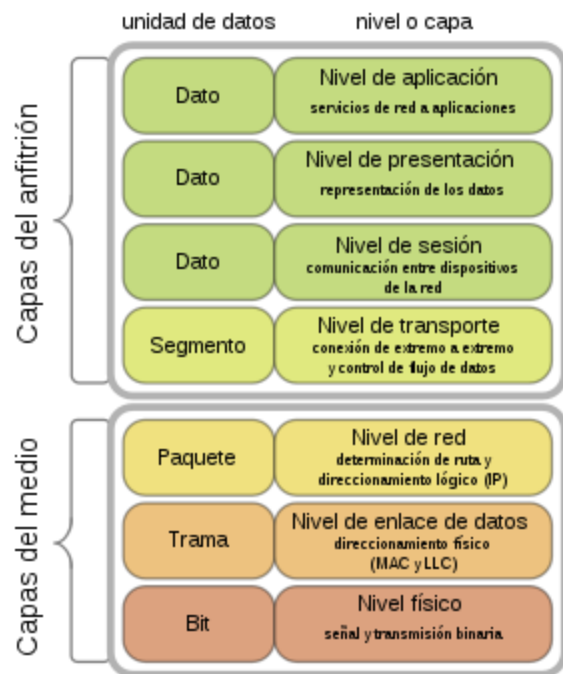 unidad de datos
nivel o capa
Capas del anfitrión
Dato
Nivel de aplicación
servicios de red a aplicaciones
Dato
Nivel de presentación
representación de los datos
Dato
Nivel de sesión
comunicación entre dispositivos
de la red
Segmento
Nivel de transporte
conexión de extremo a extremo
y control de flujo de datos
Capas del medio
Paquete
Nivel de red
determinación de ruta y
direccionamiento lógico (IP)
Trama
Nivel de enlace de datos
direccionamiento físico
(MAC y LLC)
Bit
Nivel físico
señal y transmisión binaria